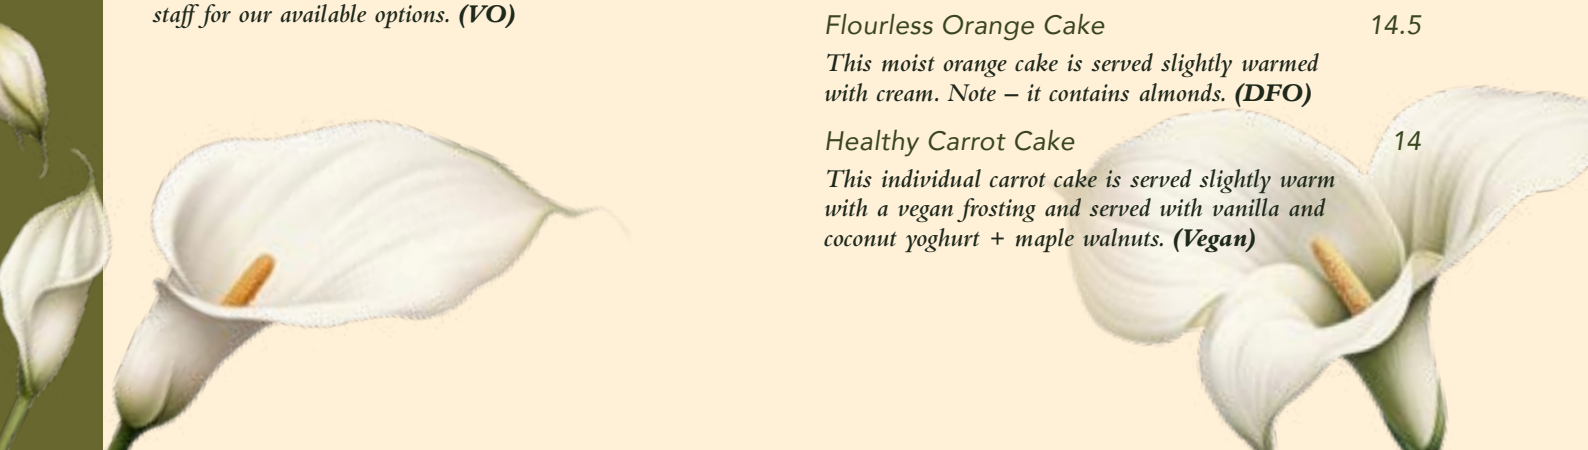 staff for our available options. (VO)
Flourless Orange Cake 14.5
This moist orange cake is served slightly warmed
with cream. Note – it contains almonds. (DFO)
Healthy Carrot Cake 14
This individual carrot cake is served slightly warm
with a vegan frosting and served with vanilla and
coconut yoghurt + maple walnuts. (Vegan)